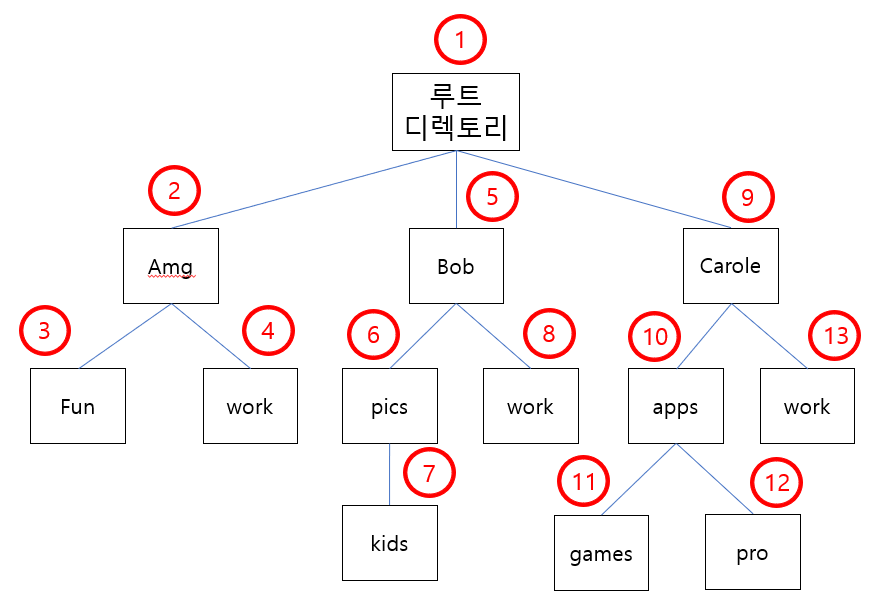 1
루트
디렉토리
2
5
9
Amg
Bob
Carole
3
4
6
8
10
13
Fun
work
pics
work
apps
work
7
11
12
kids
games
pro